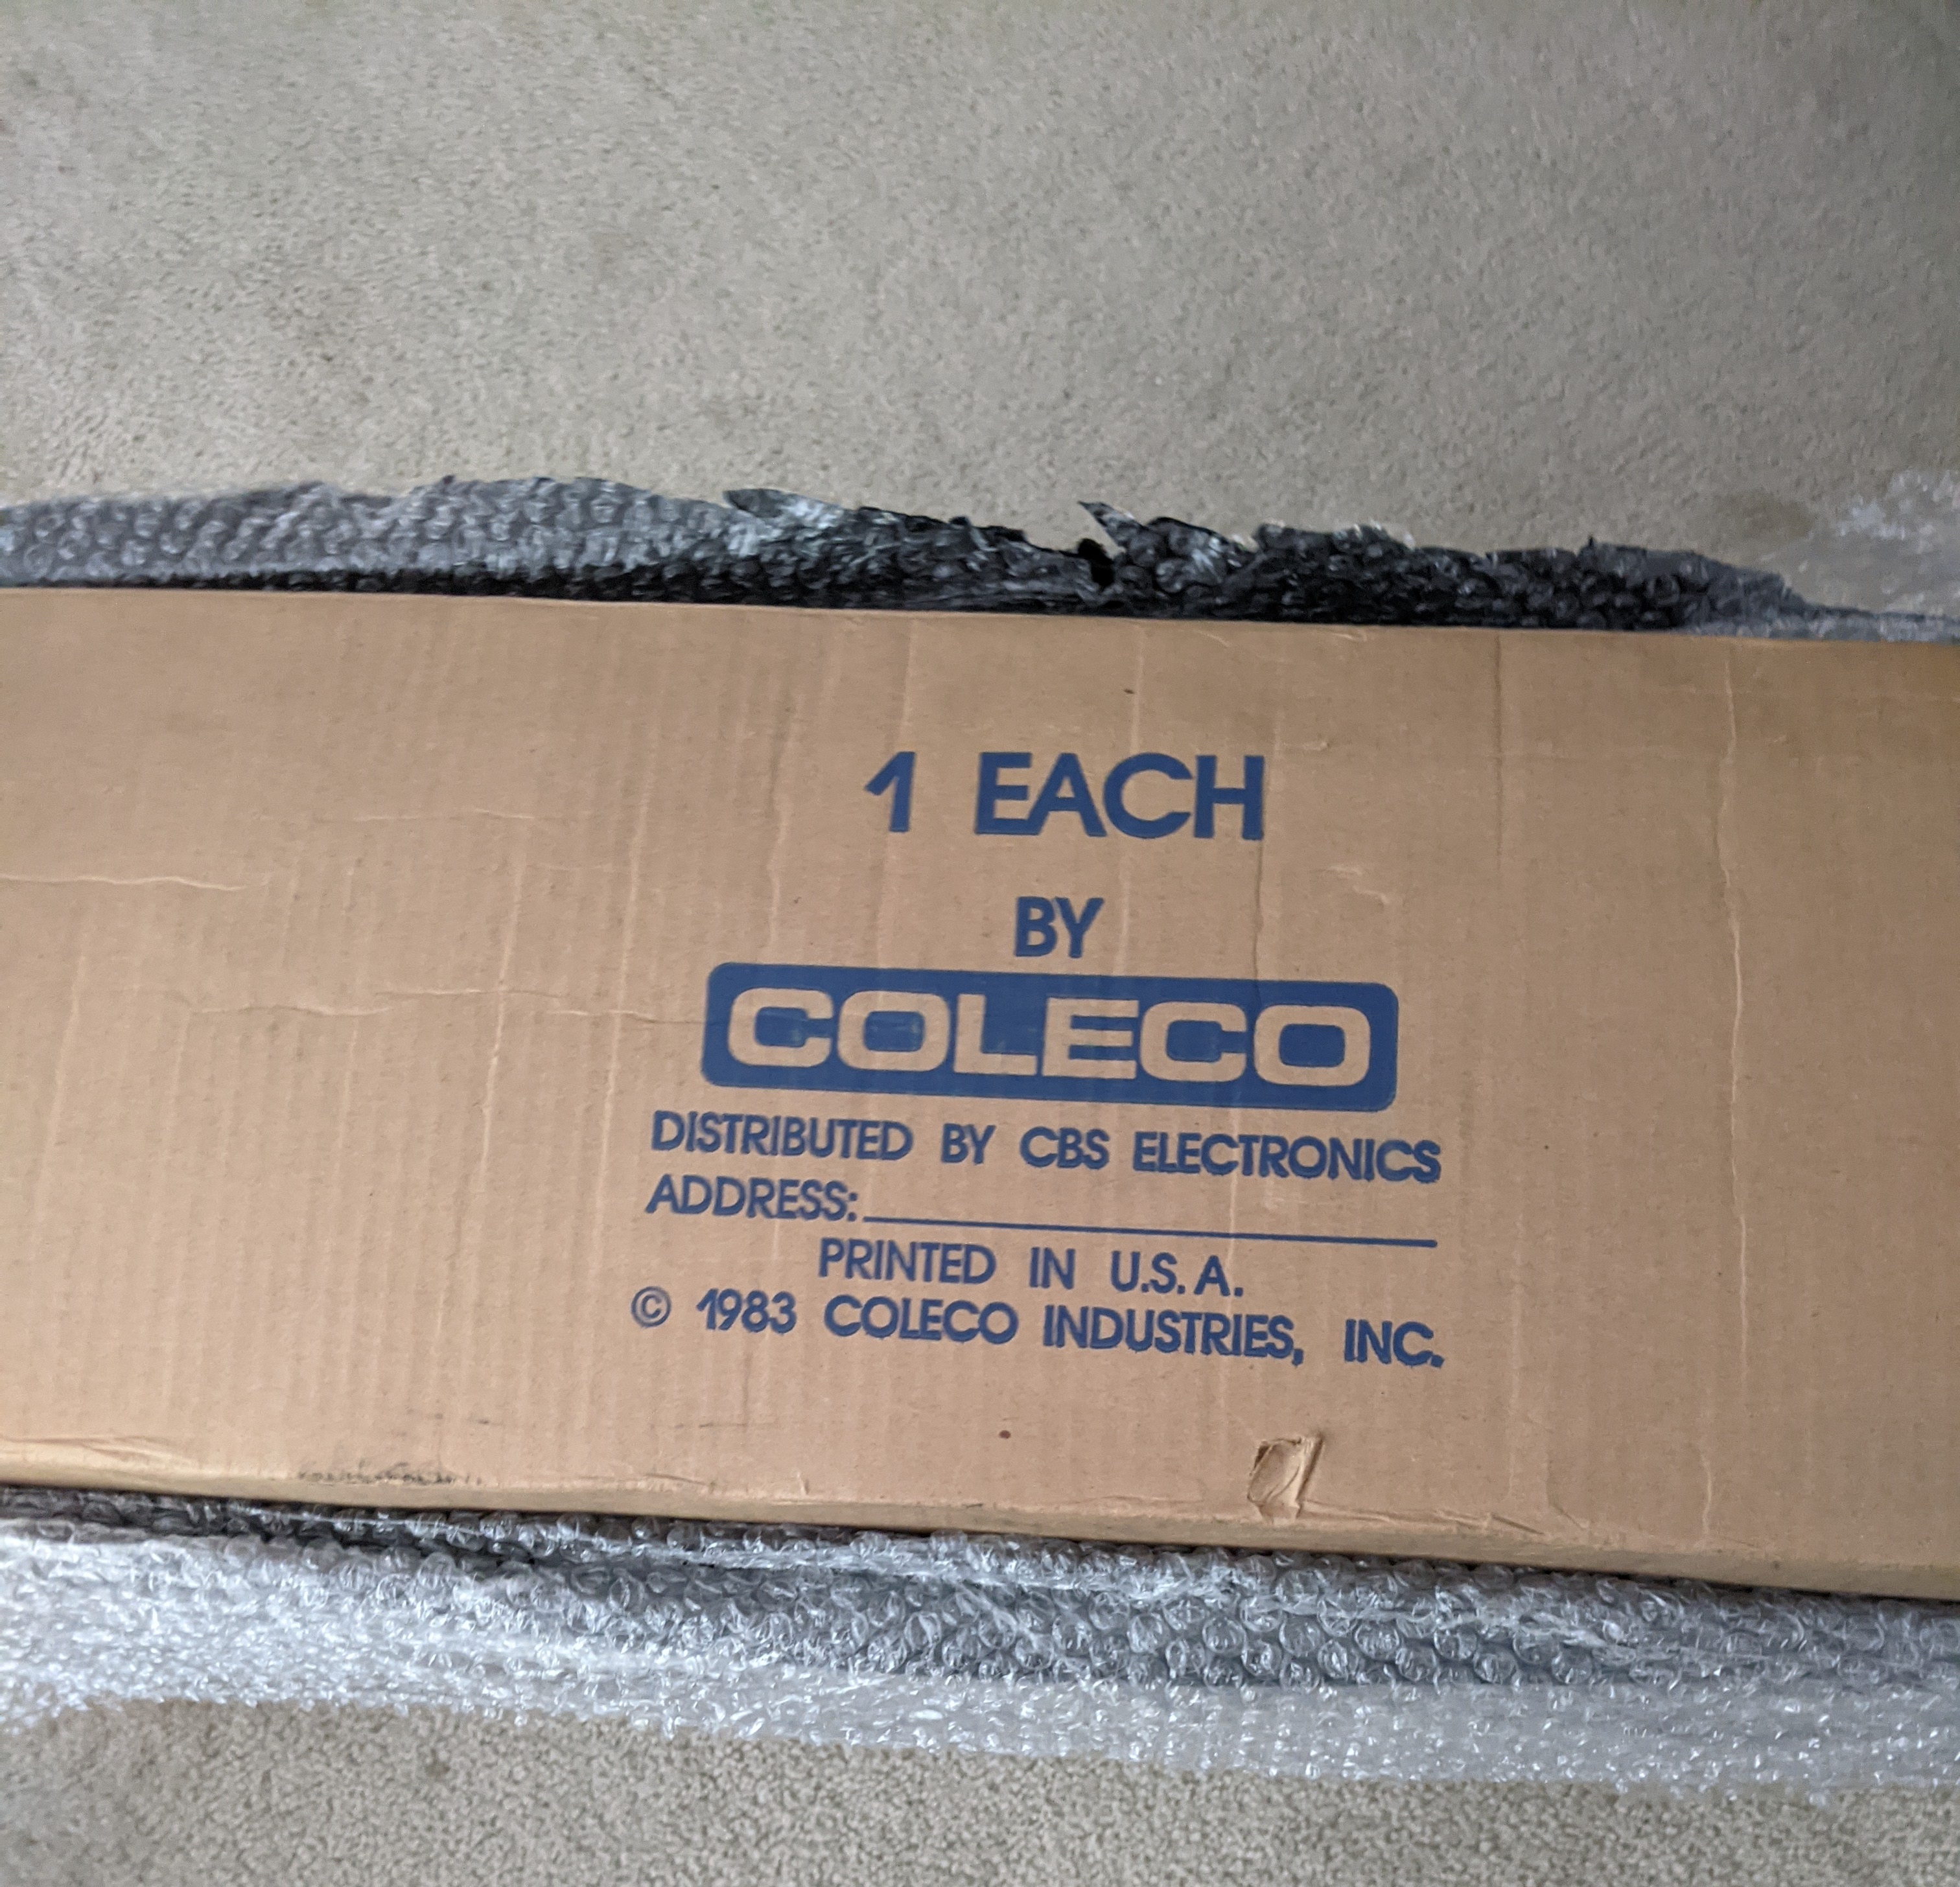 1 EACH
BY
COLECO
DISTRIBUTED BY CBS ELECTRONICS
ADDRESS:
PRINTED IN U.S.A.
© 1983 COLECO INDUSTRIES, INC.